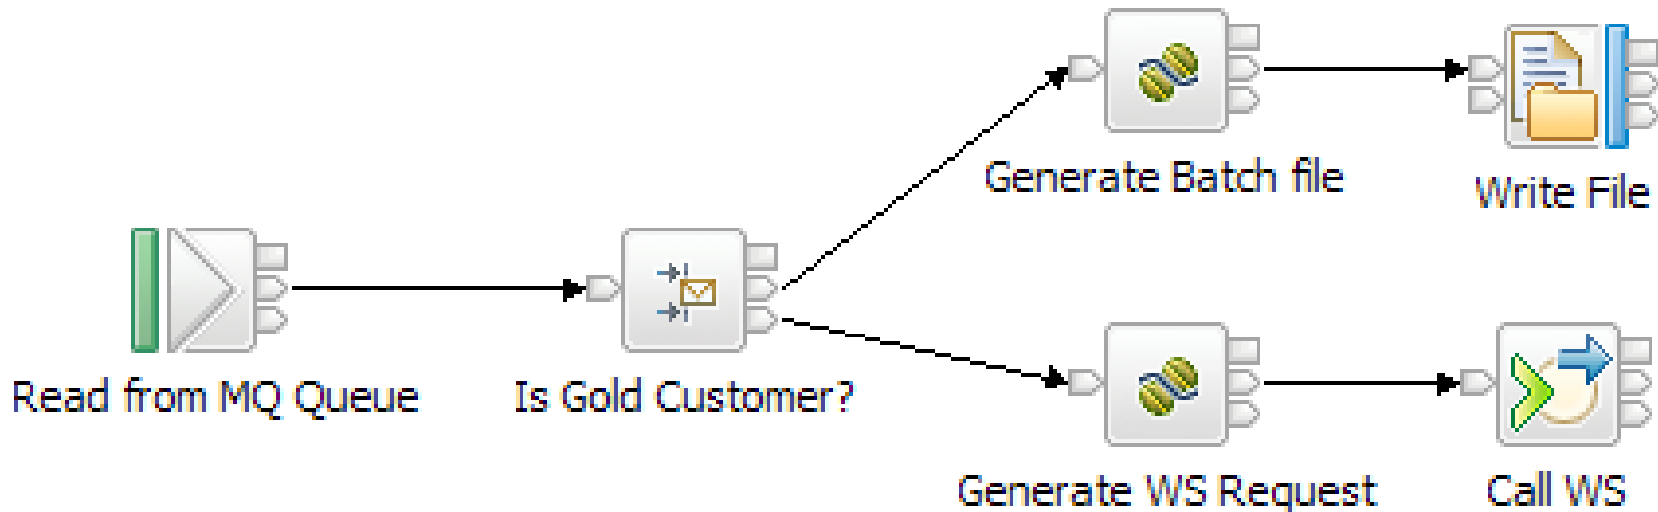 Generate Batch file
Write File
Read from MQ Queue
Is Gold Customer?
Generate WS Request
Call WS